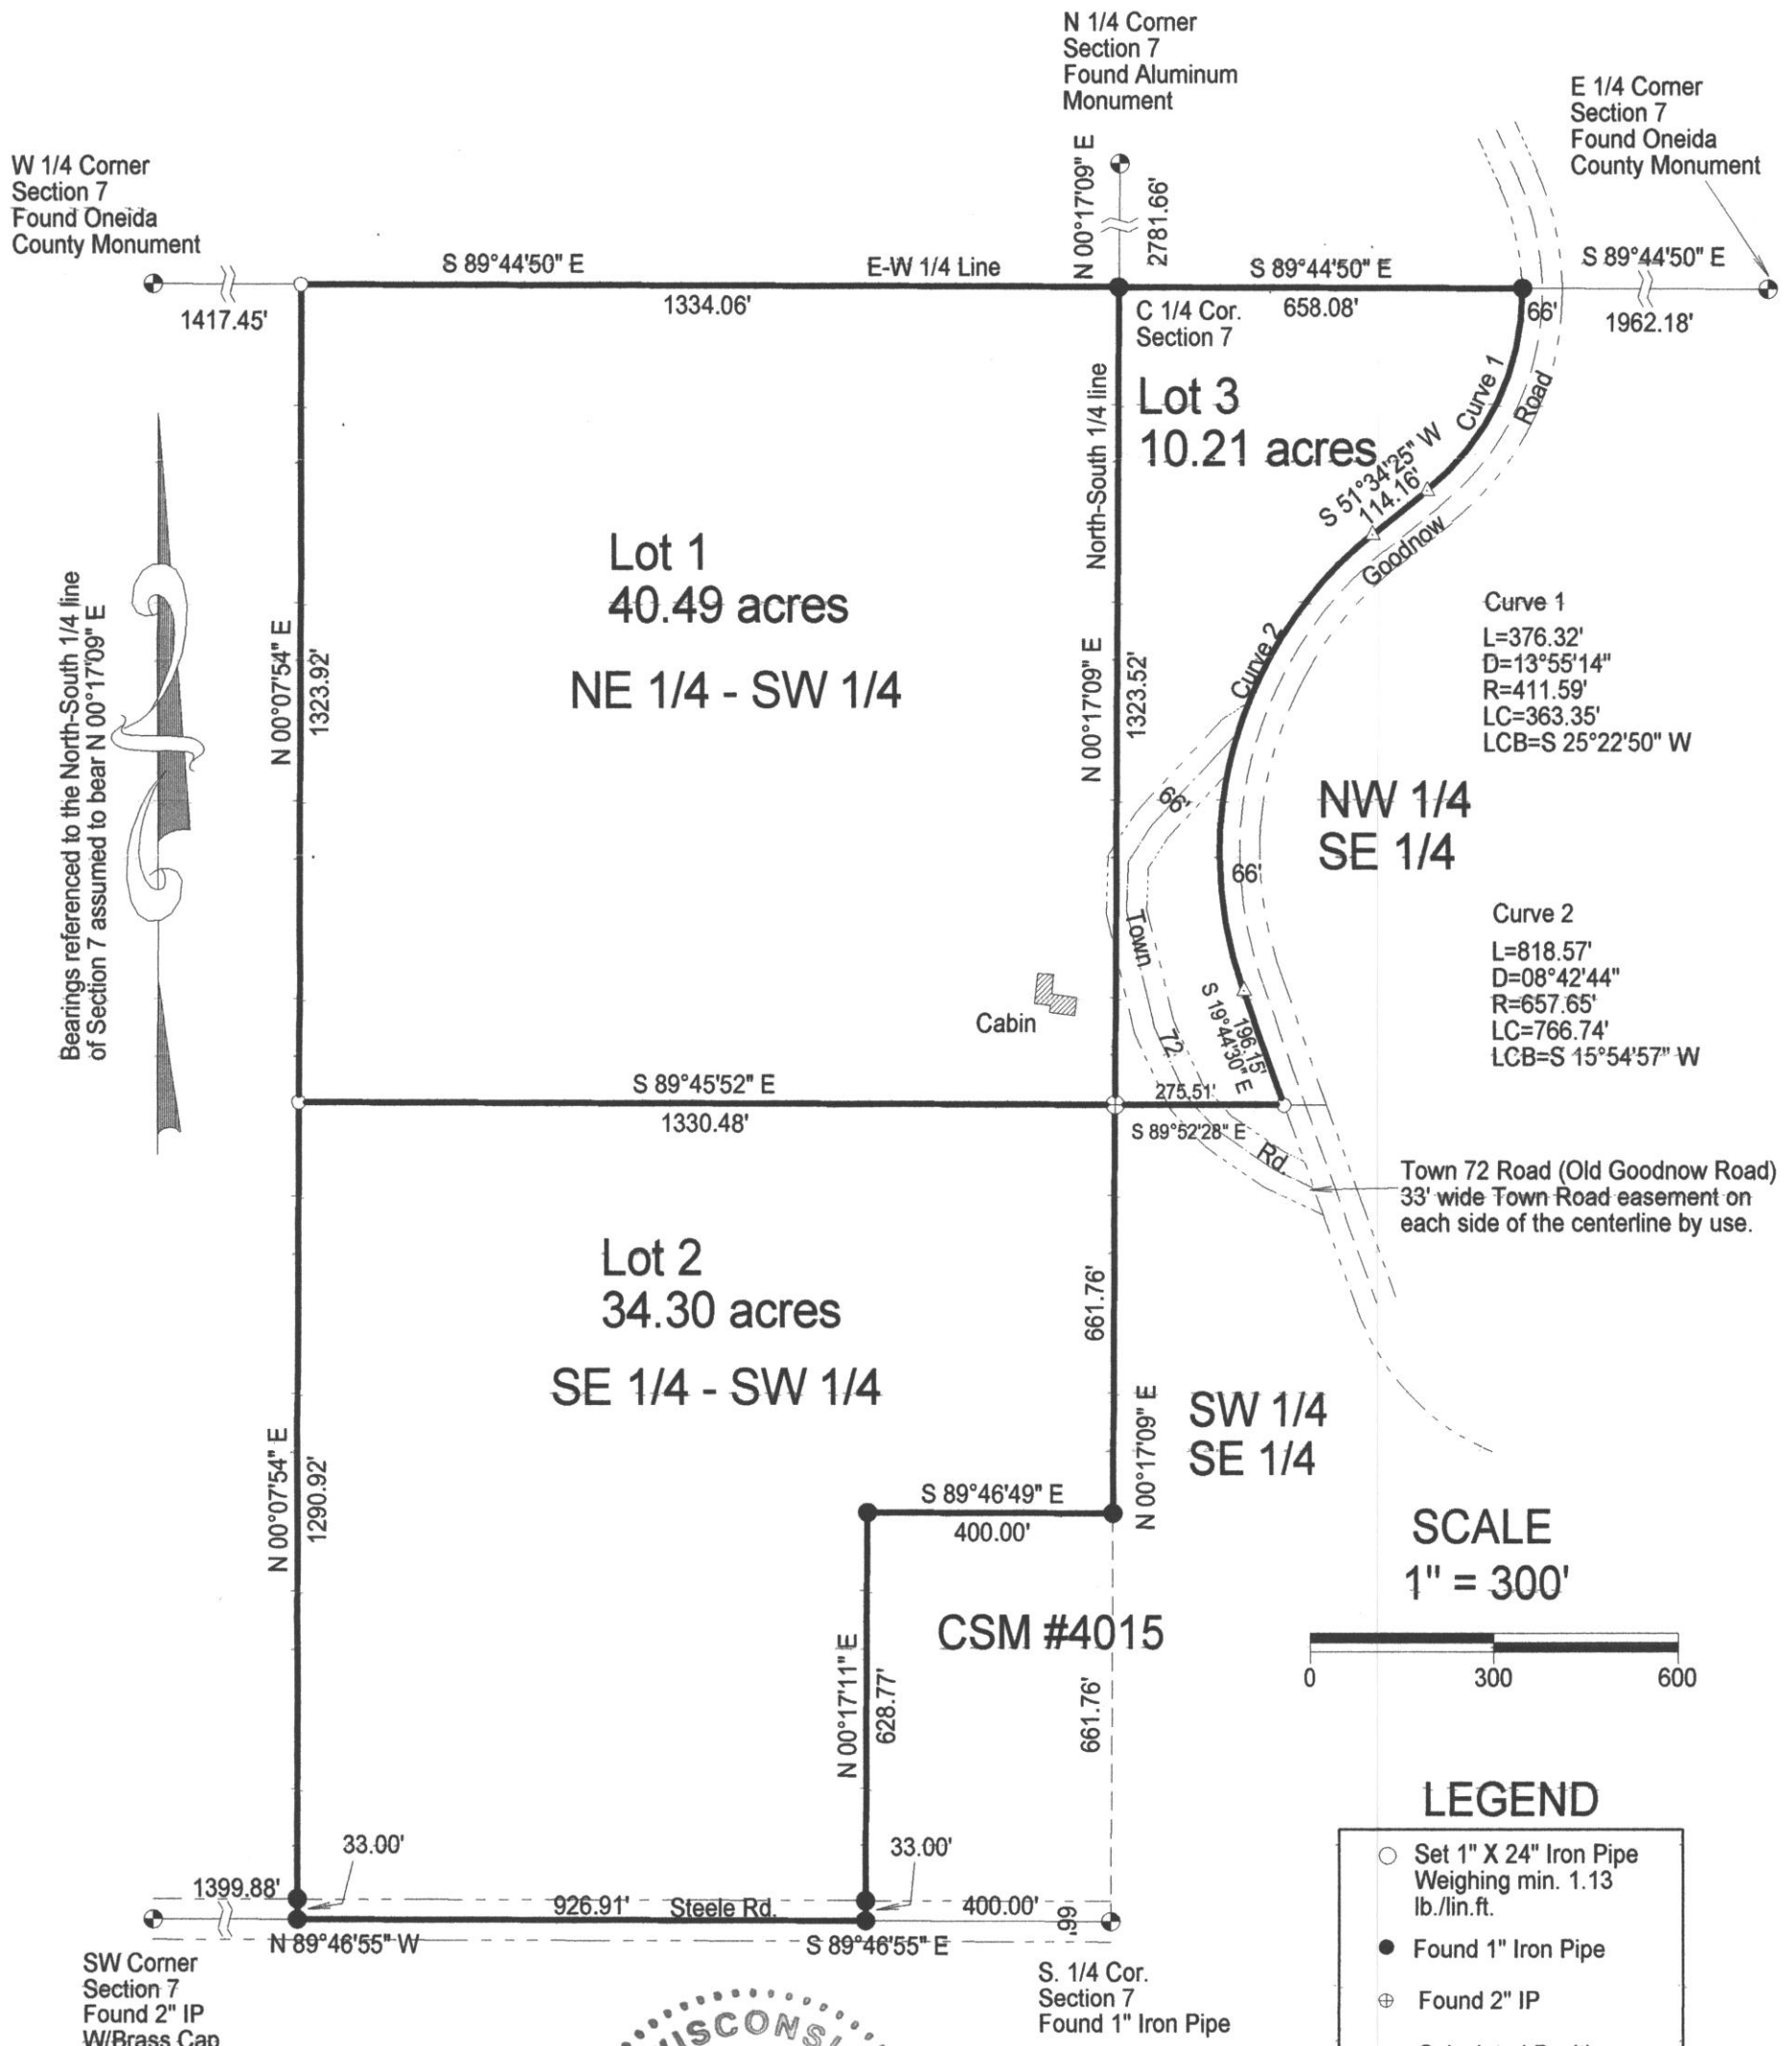 N 1/4 Corner
Section 7
Found Aluminum
Monument
E 1/4 Corner
Section 7
Found Oneida
County Monument
W 1/4 Corner
Section 7
Found Oneida
County Monument
N 00°17'09" E
2781.66'
S 89°44'50" E
E-W 1/4 Line
S 89°44'50" E
S 89°44'50" E
1417.45'
1334.06'
C 1/4 Cor.
Section 7
658.08'
66'
1962.18'
North-South 1/4 line
Lot 3
10.21 acres
Curve 1
Road
S 51°34'25" W
114.16'
Goodnow
Lot 1
40.49 acres
NE 1/4 - SW 1/4
Bearings referenced to the North-South 1/4 line
of Section 7 assumed to bear N 00°17'09" E
N 00°07'54" E
1323.92'
N 00°17'09" E
1323.52'
Curve 2
Curve 1
L=376.32'
D=13°55'14"
R=411.59'
LC=363.35'
LCB=S 25°22'50" W
NW 1/4
SE 1/4
66'
66'
Curve 2
L=818.57'
D=08°42'44"
R=657.65'
LC=766.74'
LCB=S 15°54'57" W
Town
72
Rd.
Cabin
S 19°44'30" E
196.15'
S 89°45'52" E
1330.48'
275.51'
S 89°52'28" E
Town 72 Road (Old Goodnow Road)
33' wide Town Road easement on
each side of the centerline by use.
Lot 2
34.30 acres
SE 1/4 - SW 1/4
661.76'
N 00°17'09" E
SW 1/4
SE 1/4
N 00°07'54" E
1290.92'
S 89°46'49" E
400.00'
SCALE
1" = 300'
0 300 600
CSM #4015
N 00°17'11" E
628.77'
661.76'
LEGEND
Set 1" X 24" Iron Pipe
Weighing min. 1.13
lb./lin.ft.
Found 1" Iron Pipe
Found 2" IP
33.00'
33.00'
1399.88'
926.91'
Steele Rd.
400.00'
66'
N 89°46'55" W
S 89°46'55" E
SW Corner
Section 7
Found 2" IP
W/Brass Cap
S. 1/4 Cor.
Section 7
Found 1" Iron Pipe